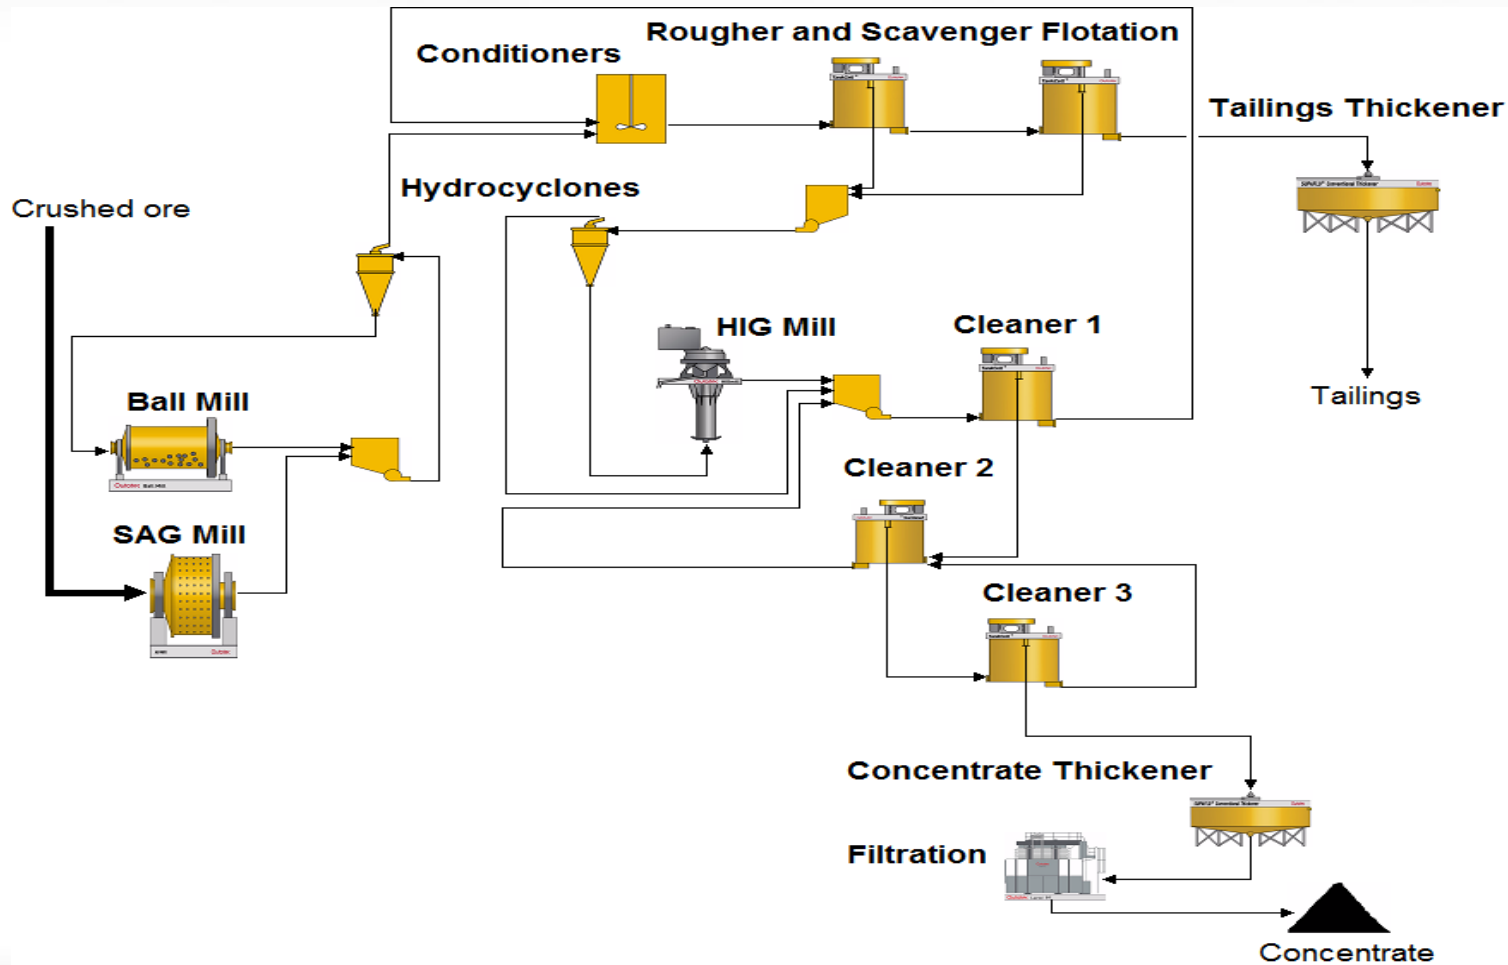 Rougher and Scavenger Flotation
Conditioners
Tailings Thickener
Hydrocyclones
Crushed ore
HIG Mill
Cleaner 1
Tailings
Ball Mill
Cleaner 2
SAG Mill
Cleaner 3
Concentrate Thickener
Filtration
Concentrate